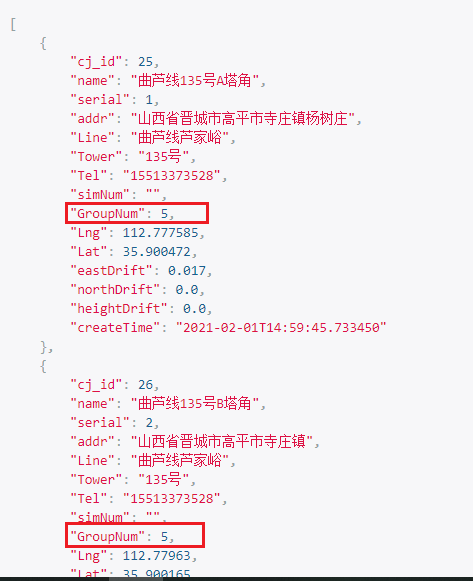 [
{
"cj_id": 25,
"name": "曲芦线135号A塔角",
"serial": 1,
"addr": "山西省晋城市高平市寺庄镇杨树庄",
"Line": "曲芦线芦家峪",
"Tower": "135号",
"Tel": "15513373528",
"simNum": "",
"GroupNum": 5,
"Lng": 112.777585,
"Lat": 35.900472,
"eastDrift": 0.017,
"northDrift": 0.0,
"heightDrift": 0.0,
"createTime": "2021-02-01T14:59:45.733450"
},
{
"cj_id": 26,
"name": "曲芦线135号B塔角",
"serial": 2,
"addr": "山西省晋城市高平市寺庄镇",
"Line": "曲芦线芦家峪",
"Tower": "135号",
"Tel": "15513373528",
"simNum": "",
"GroupNum": 5,
"Lng": 112.77963,
"Lat": 35.900165